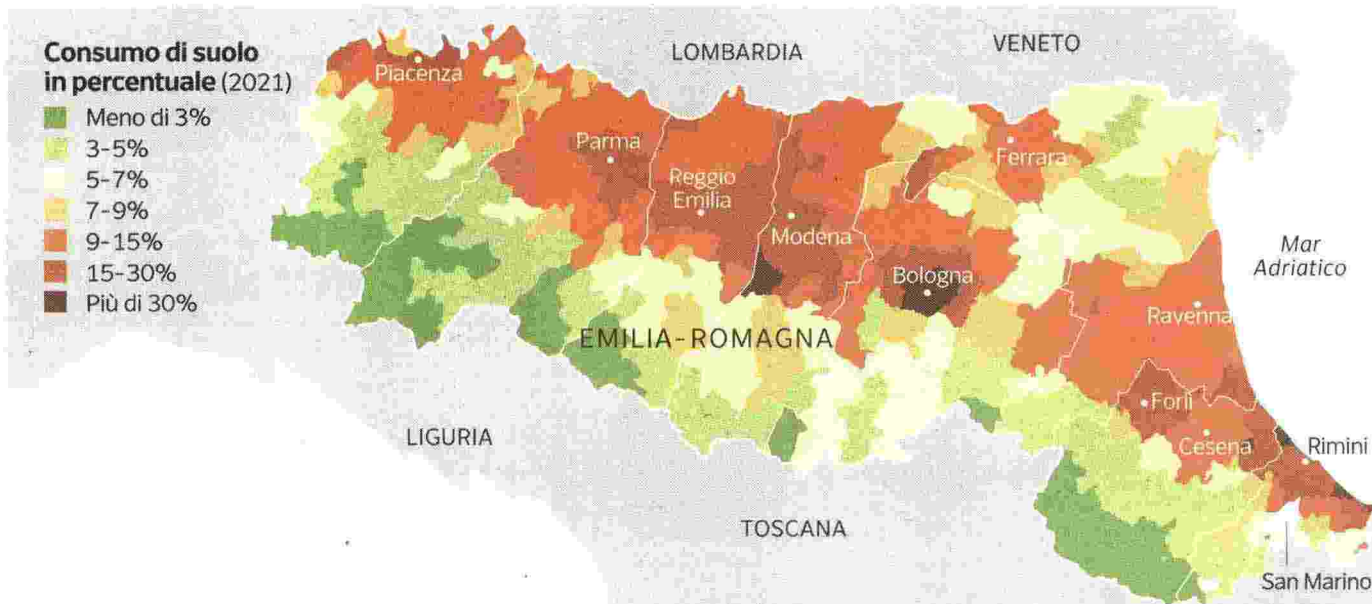 Consumo di suolo
in percentuale (2021)
Meno di 3%
3-5%
5-7%
7-9%
9-15%
15-30%
Più di 30%
LOMBARDIA
VENETO
Piacenza
Parma
Reggio
Emilia
Modena
Bologna
Ferrara
Mar
Adriatico
Ravenna
EMILIA-ROMAGNA
Forlì
Cesena
Rimini
LIGURIA
TOSCANA
San Marino